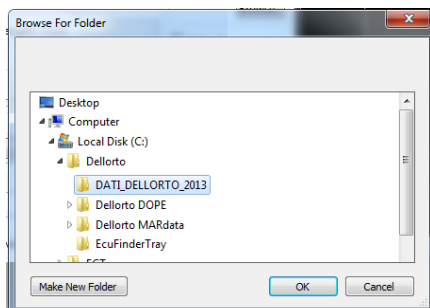 Browse For Folder
Desktop
Computer
Local Disk (C:)
Dellorto
DATI_DELLORTO_2013
Dellorto DOPE
Dellorto MARdata
EcuFinderTray
Make New Folder
OK
Cancel